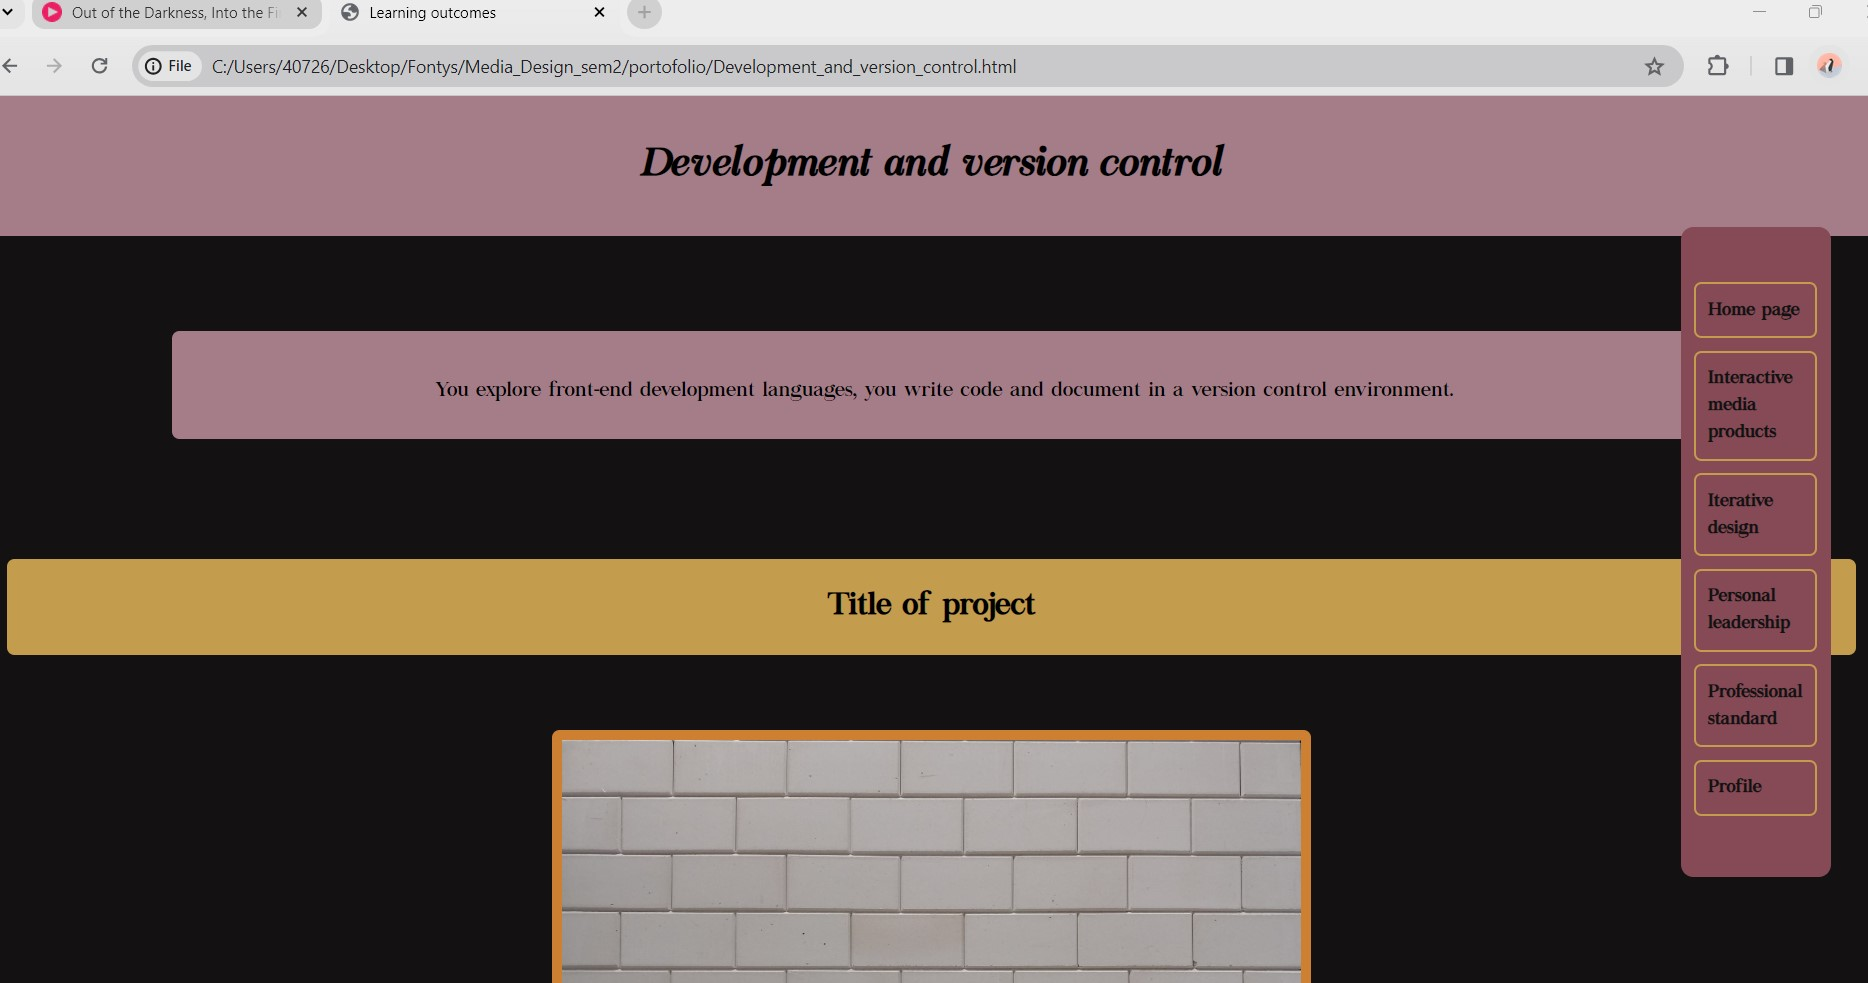 Out of the Darkness, Into the Fi
Learning outcomes
File
C:/Users/40726/Desktop/Fontys/Media_Design_sem2/portofolio/Development_and_version_control.html
Development and version control
You explore front-end development languages, you write code and document in a version control environment.
Title of project
Home page
Interactive
media
products
Iterative
design
Personal
leadership
Professional
standard
Profile